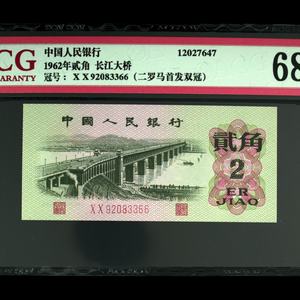 CG 中国人民银行 12027647 68
WARRANTY 1962年贰角 长江大桥
冠号： X X 92083366 （二罗马首发双冠）
中国人民银行
贰角
2
ER
JIAO
X X 92083366